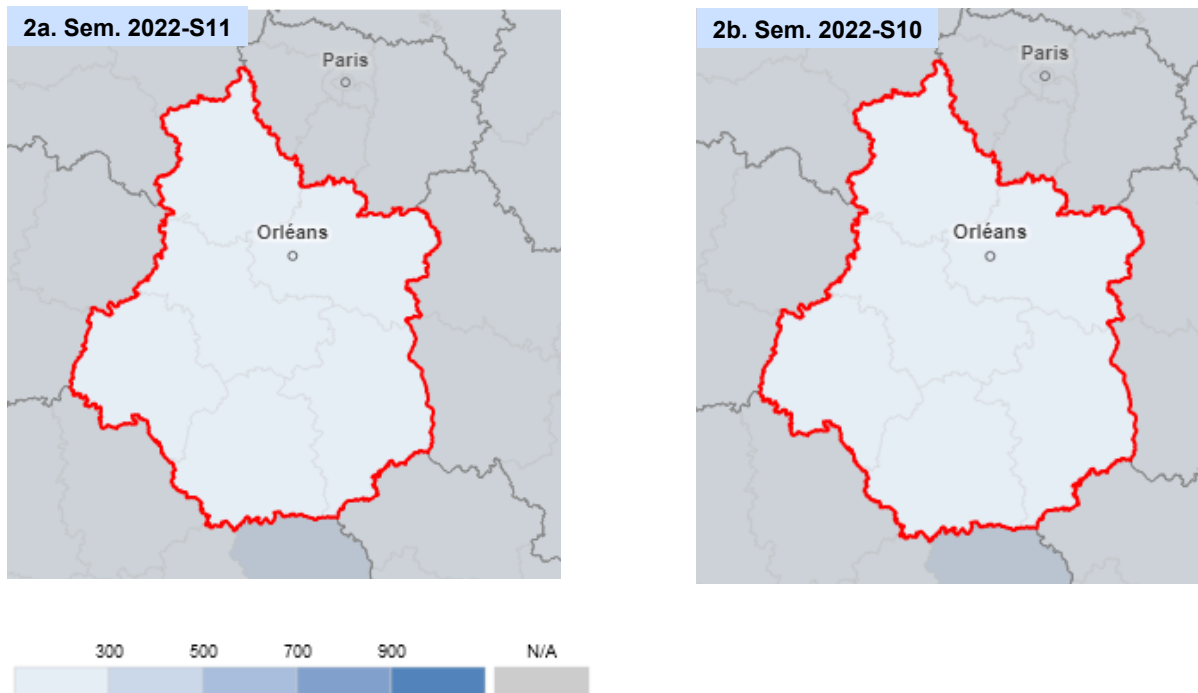 2a. Sem. 2022-S11
Paris
Orléans
2b. Sem. 2022-S10
Paris
Orléans
300 500 700 900 N/A